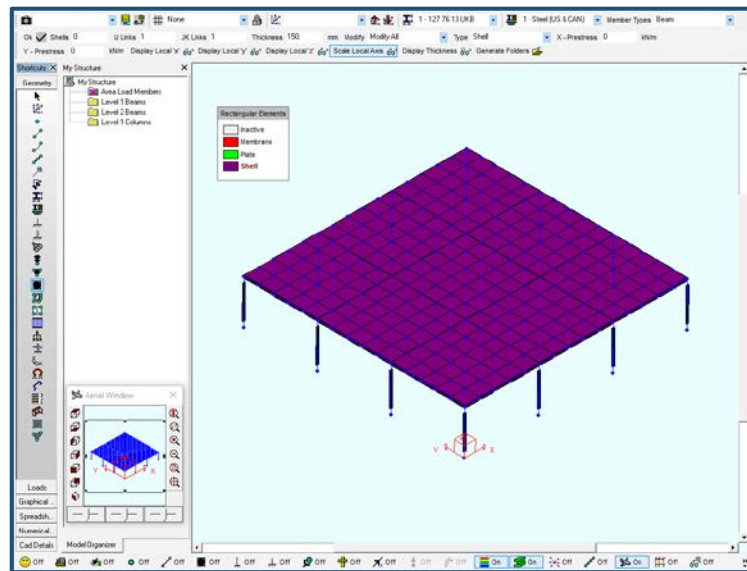 None
1 - 127 76 13 UKB
1 - Steel (US & CAN)
Member Types Beam
Ok Shells 0 IJ Links 1 JK Links 1 Thickness 150 mm Modify Modify All Type Shell X - Prestress 0 kN/m
Y - Prestress 0 kN/m Display Local 'x' Display Local 'y' Display Local 'z' Scale Local Axis Display Thickness Generate Folders
Shortcuts X
Geometry
My Structure
My Structure
Area Load Members
Level 1 Beams
Level 2 Beams
Level 1 Columns
Rectangular Elements
Inactive
Membrane
Plate
Shell
Y X
Aerial Window
Y X
Loads
Graphical...
Spreadsh...
Numerical...
Cad Details
Model Organizer
Off Off Off Off Off Off Off Off Off Off Off Off Off On On Off Off On Off Off